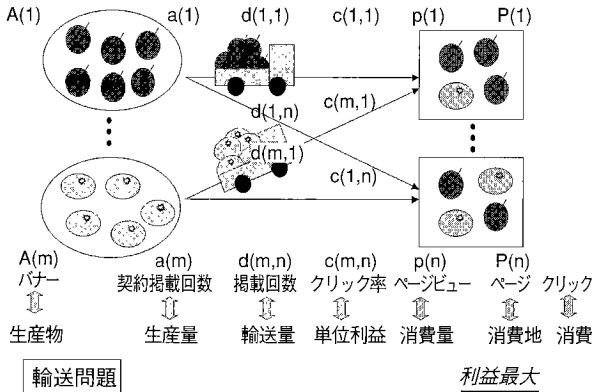 A(1) a(1) d(1,1) c(1,1) p(1) P(1)
d(1,n) c(m,1)
d(m,1)
c(1,n)
A(m) a(m) d(m,n) c(m,n) p(n) P(n)
バナー 契約掲載回数 掲載回数 クリック率 ページビュー ページ クリック
生産物 生産量 輸送量 単位利益 消費量 消費地 消費
輸送問題 利益最大